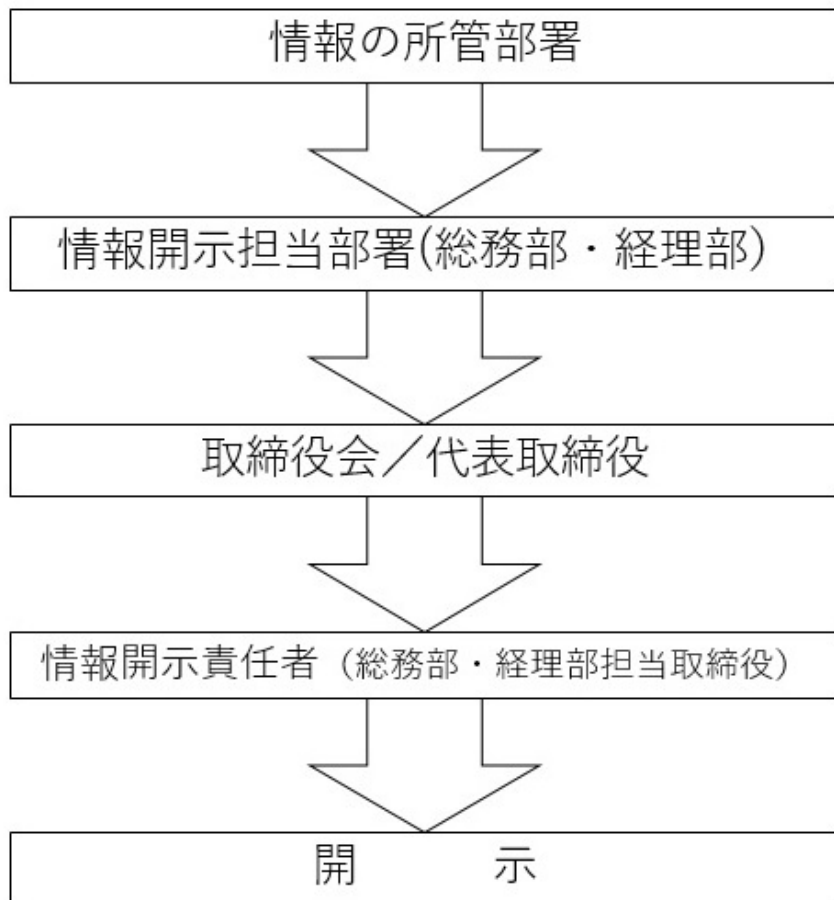 情報の所管部署
情報開示担当部署(総務部・経理部)
取締役会／代表取締役
情報開示責任者（総務部・経理部担当取締役）
開　　　示